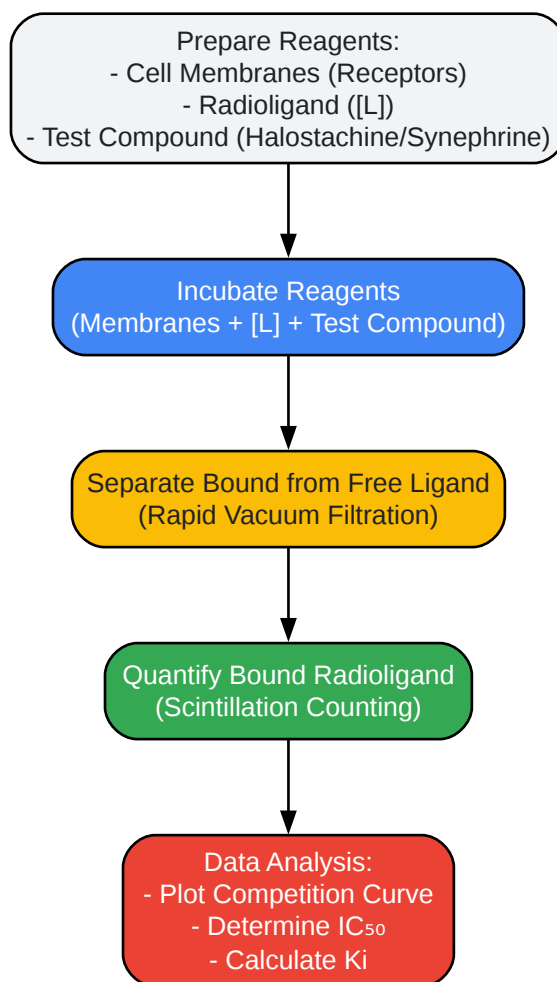 Prepare Reagents:
- Cell Membranes (Receptors)
- Radioligand ([L])
- Test Compound (Halostachine/Synephrine)
Incubate Reagents
(Membranes + [L] + Test Compound)
Separate Bound from Free Ligand
(Rapid Vacuum Filtration)
Quantify Bound Radioligand
(Scintillation Counting)
Data Analysis:
- Plot Competition Curve
- Determine IC₅₀
- Calculate Ki